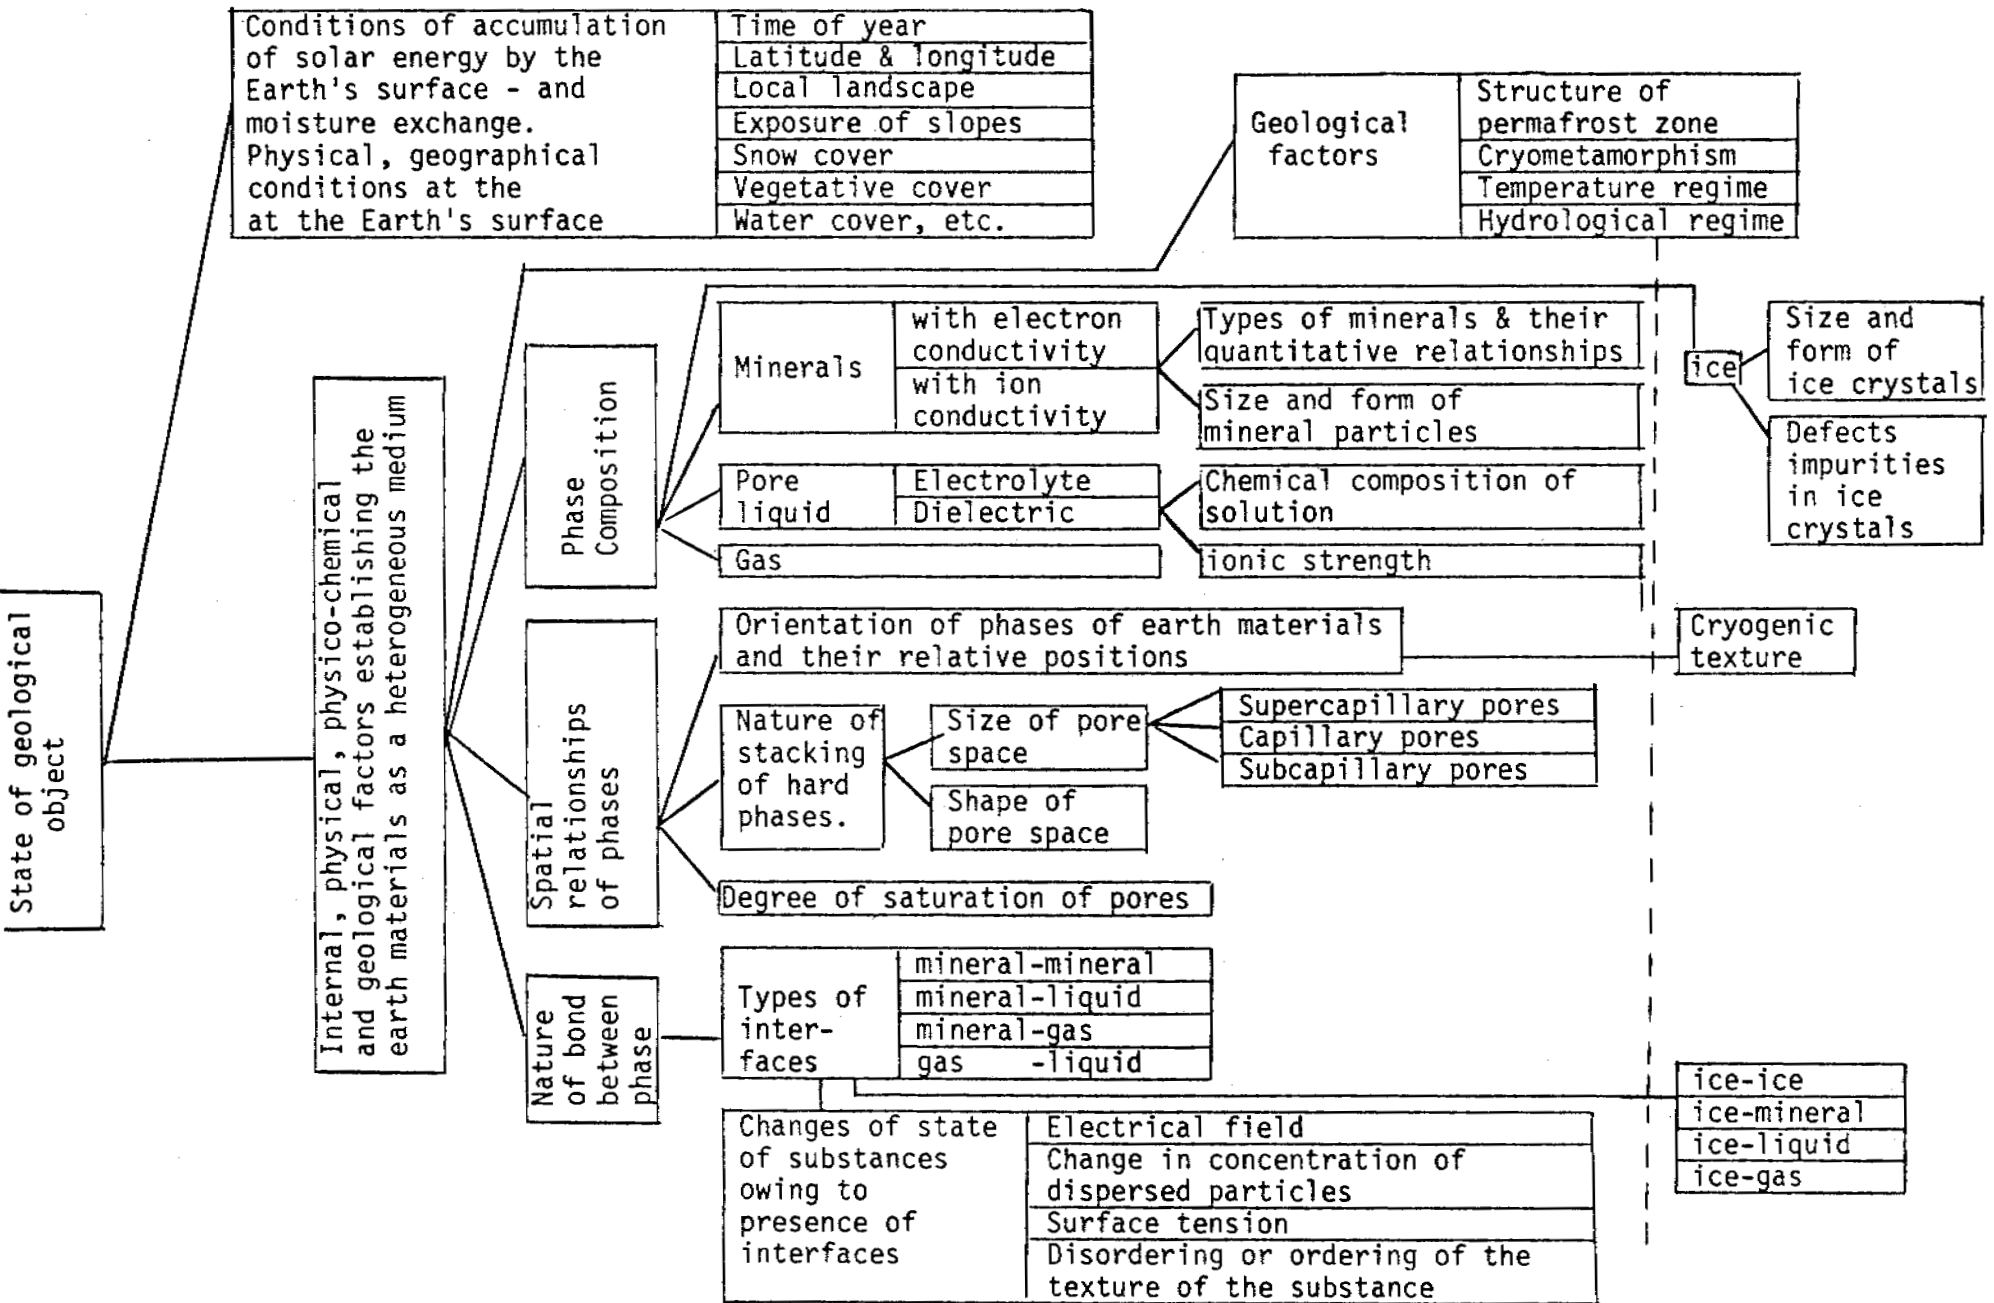 Conditions of accumulation
of solar energy by the
Earth's surface - and
moisture exchange.
Physical, geographical
conditions at the
at the Earth's surface
Time of year
Latitude & longitude
Local landscape
Exposure of slopes
Snow cover
Vegetative cover
Water cover, etc.
Geological
factors
Structure of
permafrost zone
Cryometamorphism
Temperature regime
Hydrological regime
State of geological
object
Internal, physical, physico-chemical
and geological factors establishing the
earth materials as a heterogeneous medium
Phase
Composition
Minerals
with electron
conductivity
with ion
conductivity
Types of minerals & their
quantitative relationships
Size and form of
mineral particles
ice
Size and
form of
ice crystals
Defects
impurities
in ice
crystals
Pore
liquid
Electrolyte
Dielectric
Chemical composition of
solution
ionic strength
Gas
Spatial
relationships
of phases
Orientation of phases of earth materials
and their relative positions
Cryogenic
texture
Nature of
stacking
of hard
phases.
Size of pore
space
Shape of
pore space
Supercapillary pores
Capillary pores
Subcapillary pores
Degree of saturation of pores
Nature
of bond
between
phase
Types of
inter-
faces
mineral-mineral
mineral-liquid
mineral-gas
gas -liquid
ice-ice
ice-mineral
ice-liquid
ice-gas
Changes of state
of substances
owing to
presence of
interfaces
Electrical field
Change in concentration of
dispersed particles
Surface tension
Disordering or ordering of the
texture of the substance